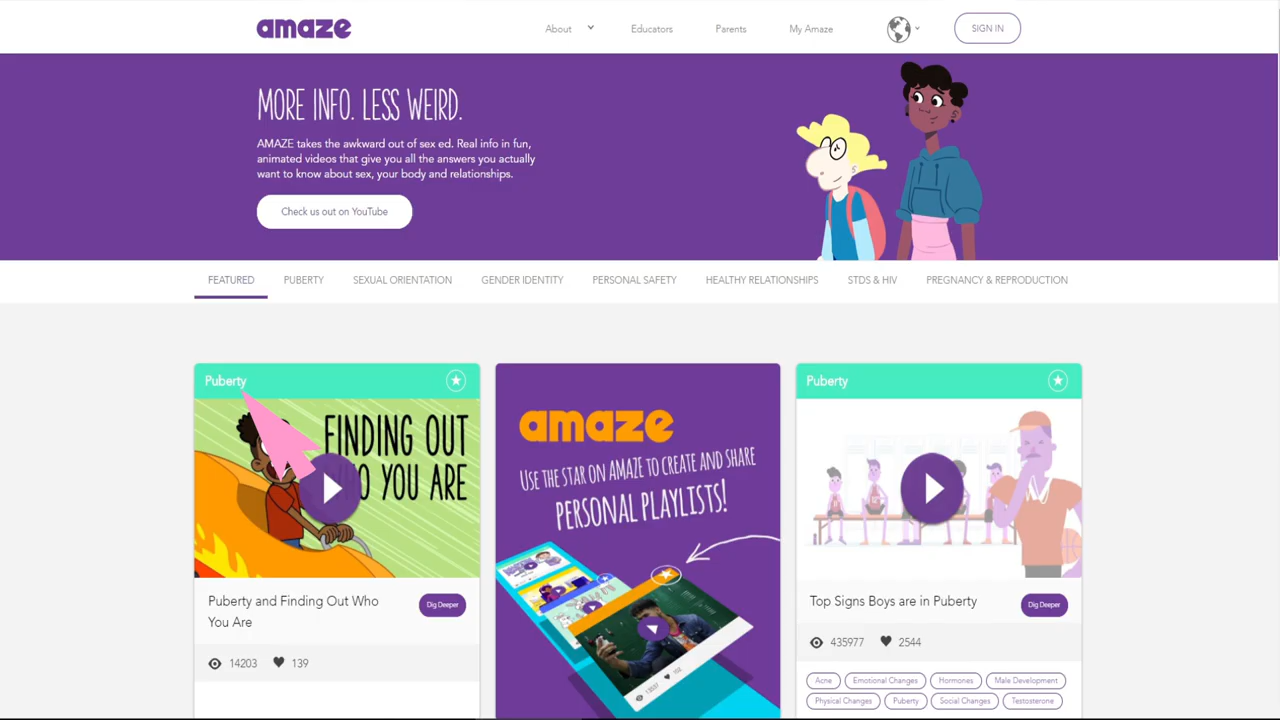 amaze
About
Educators
Parents
My Amaze
SIGN IN
MORE INFO. LESS WEIRD.
AMAZE takes the awkward out of sex ed. Real info in fun,
animated videos that give you all the answers you actually
want to know about sex, your body and relationships.
Check us out on YouTube
FEATURED
PUBERTY
SEXUAL ORIENTATION
GENDER IDENTITY
PERSONAL SAFETY
HEALTHY RELATIONSHIPS
STDS & HIV
PREGNANCY & REPRODUCTION
Puberty
FINDING OUT
WHO YOU ARE
Puberty and Finding Out Who
You Are
Dig Deeper
14203
139
amaze
USE THE STAR ON AMAZE TO CREATE AND SHARE
PERSONAL PLAYLISTS!
Puberty
Top Signs Boys are in Puberty
Dig Deeper
435977
2544
Acne
Emotional Changes
Hormones
Male Development
Physical Changes
Puberty
Social Changes
Testosterone